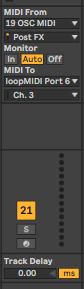 MIDI From
19 OSC MIDI
Post FX
Monitor
In Auto Off
MIDI To
loopMIDI Port 6
Ch. 3
21
S
Track Delay
0.00 ms